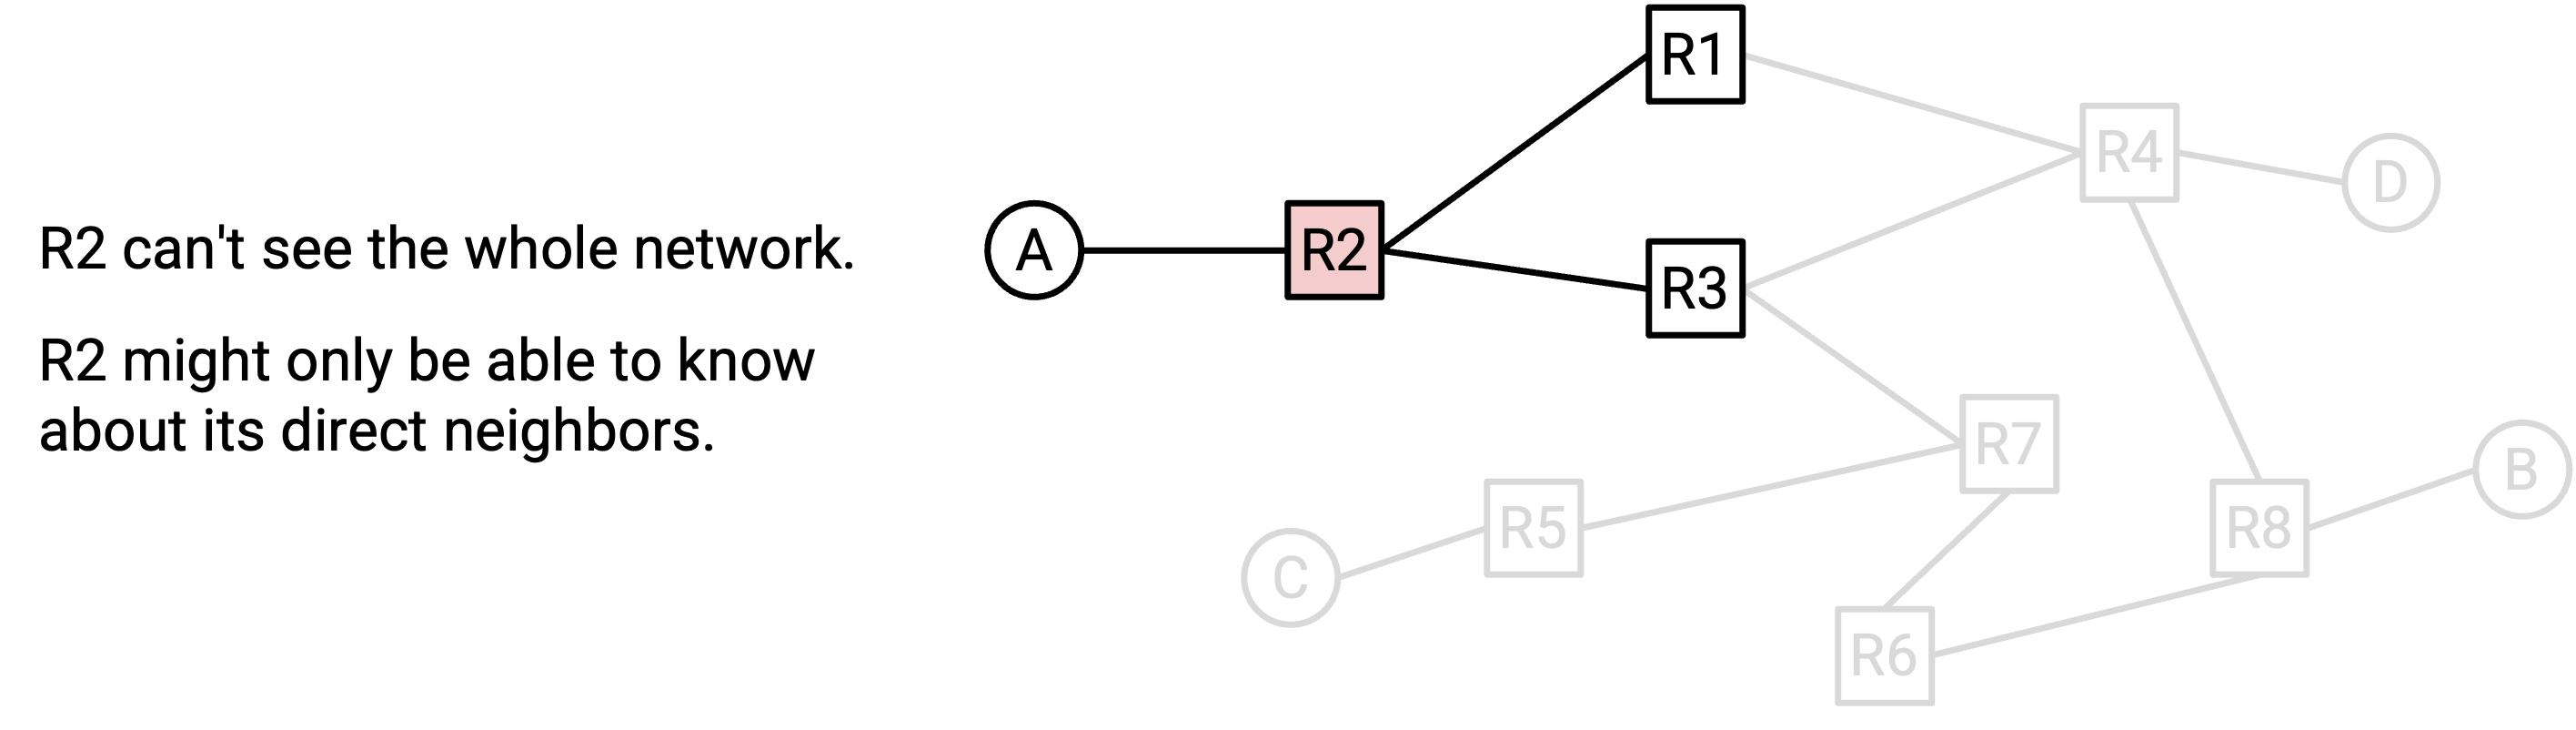 R2 can't see the whole network.
R2 might only be able to know
about its direct neighbors.
R1
R4
D
A
R2
R3
R7
B
R5
R8
C
R6